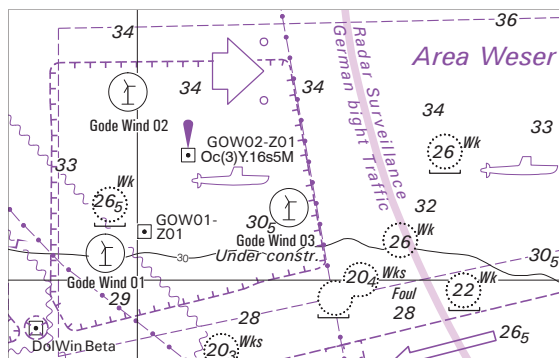 34
36
Radar Surveillance
German bight Traffic
Area Weser
34
34
Gode Wind 02
GOW02-Z01
Oc(3)Y.16s5M
34
33
33
26 Wk
Wk
26₅
GOW01-
Z01
30₅
32
26 Wk
Gode Wind 03
Under constr.
30
30₅
Gode Wind 01
20₄ Wks
22 Wk
29
Foul
28
28
26₅
DolWin Beta
20₃ Wks